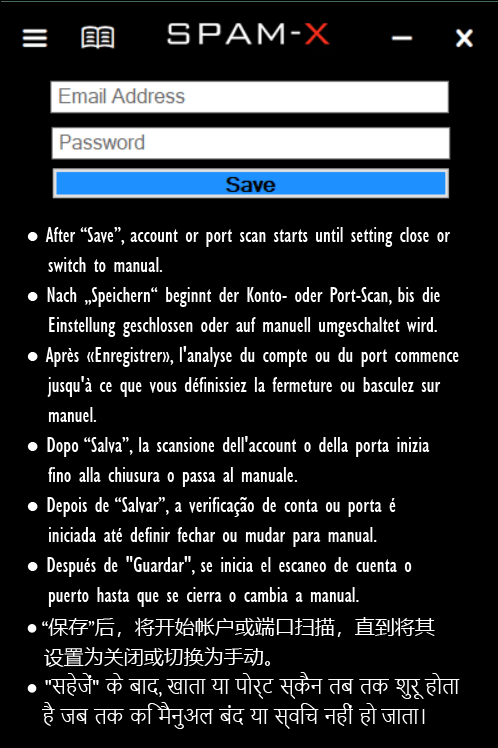 SPAM-X
Email Address
Password
Save
● After “Save”, account or port scan starts until setting close or
switch to manual.
● Nach „Speichern“ beginnt der Konto- oder Port-Scan, bis die
Einstellung geschlossen oder auf manuell umgeschaltet wird.
● Après «Enregistrer», l'analyse du compte ou du port commence
jusqu'à ce que vous définissiez la fermeture ou basculez sur
manuel.
● Dopo “Salva”, la scansione dell'account o della porta inizia
fino alla chiusura o passa al manuale.
● Depois de “Salvar”, a verificação de conta ou porta é
iniciada até definir fechar ou mudar para manual.
● Después de "Guardar", se inicia el escaneo de cuenta o
puerto hasta que se cierra o cambia a manual.
● “保存”后，将开始帐户或端口扫描，直到将其
设置为关闭或切换为手动。
● "सहेजें" के बाद, खाता या पोर्ट स्कैन तब तक शुरू होता
है जब तक कि मैनुअल बंद या स्विच नहीं हो जाता।